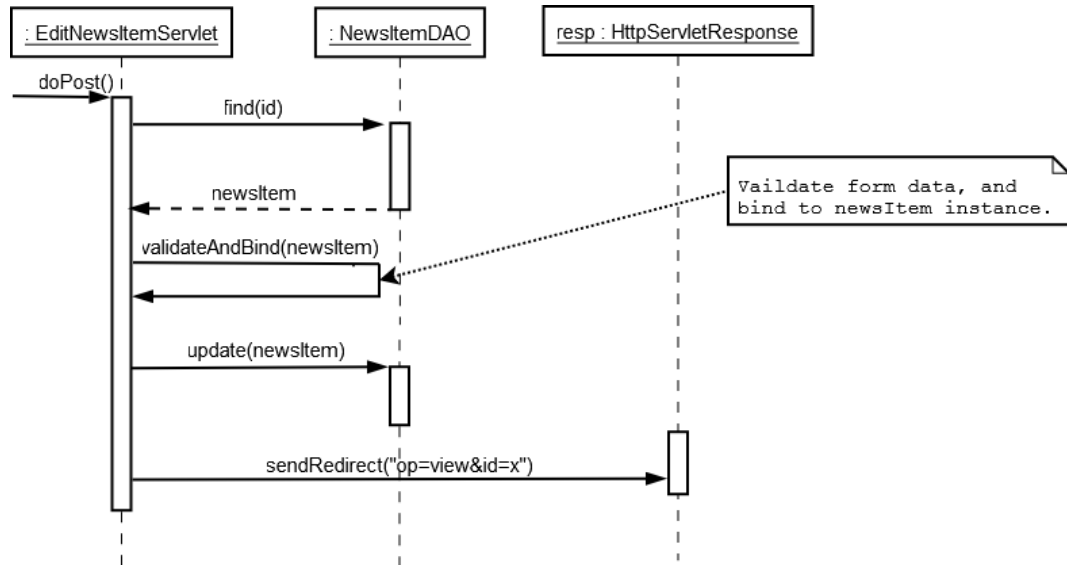 : EditNewsItemServlet
: NewsItemDAO
resp : HttpServletResponse
doPost()
find(id)
newsItem
Vaildate form data, and
bind to newsItem instance.
validateAndBind(newsItem)
update(newsItem)
sendRedirect("op=view&id=x")